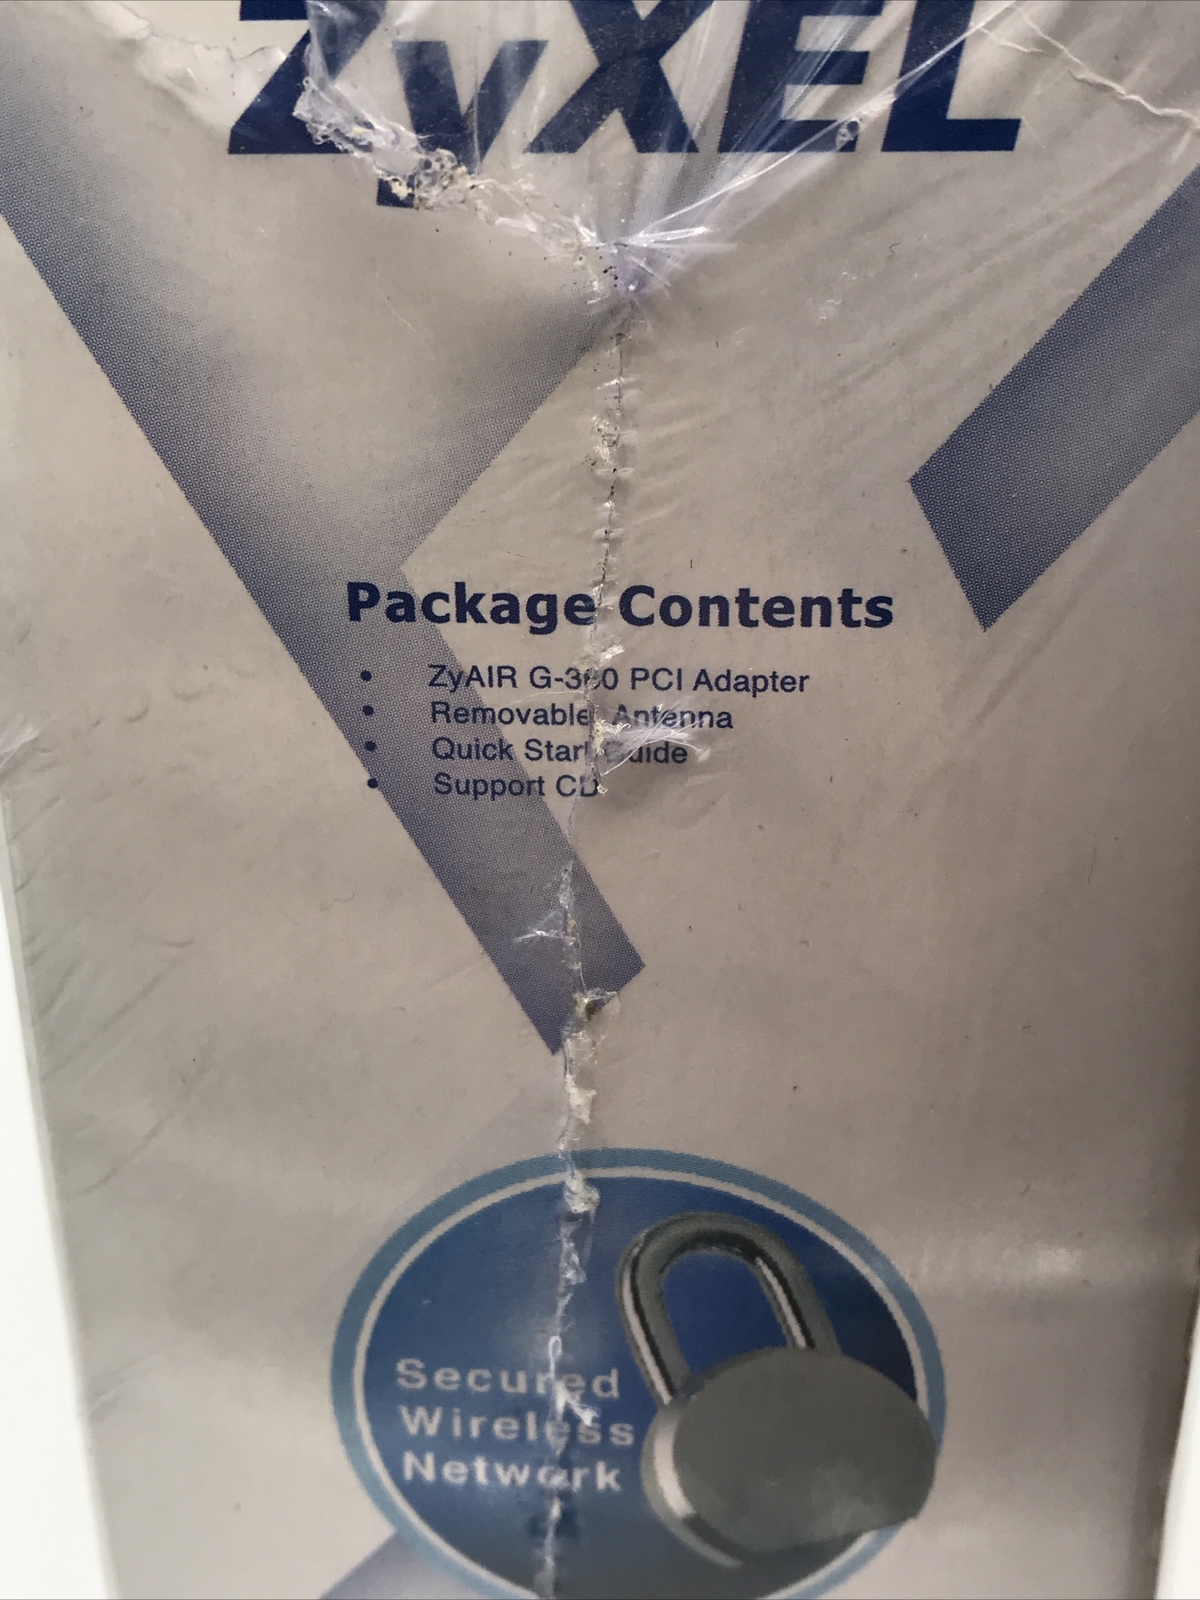 ZyXEL
Package Contents
• ZyAIR G-360 PCI Adapter
• Removable Antenna
• Quick Start Guide
• Support CD
Secured
Wireless
Network